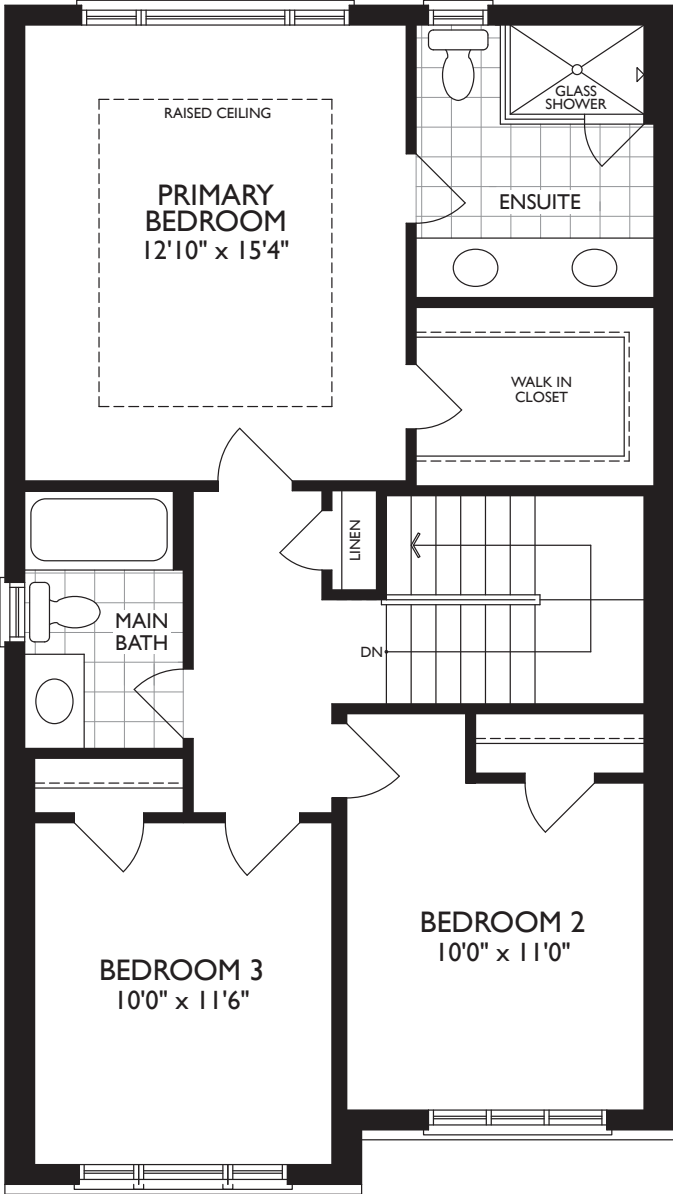 RAISED CEILING
PRIMARY
BEDROOM
12'10" x 15'4"
GLASS
SHOWER
ENSUITE
WALK IN
CLOSET
LINEN
MAIN
BATH
DN
BEDROOM 2
10'0" x 11'0"
BEDROOM 3
10'0" x 11'6"